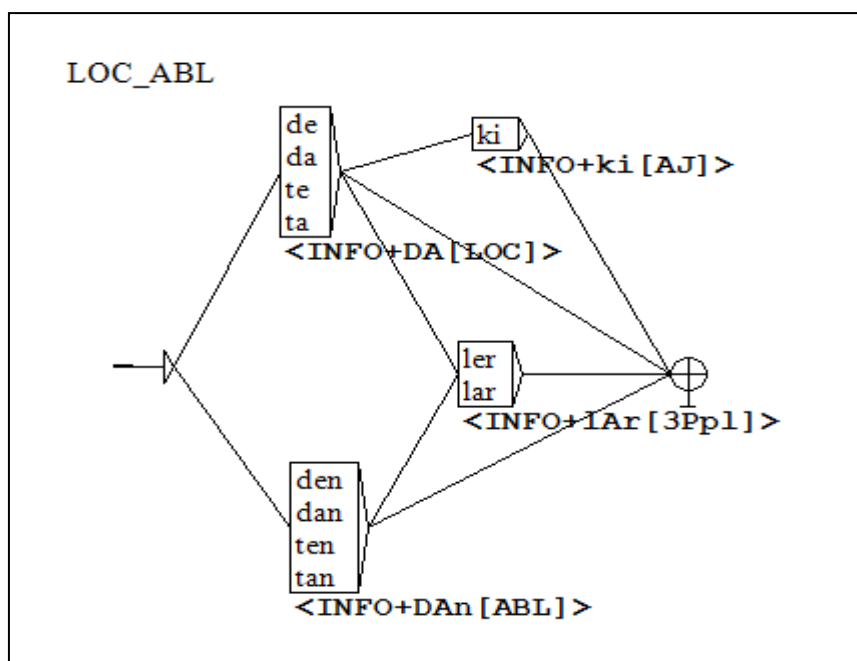 LOC_ABL
de
da
te
ta
<INFO+DA[LOC]>
ki
<INFO+ki[AJ]>
ler
lar
<INFO+lAr[3Ppl]>
den
dan
ten
tan
<INFO+DAn[ABL]>